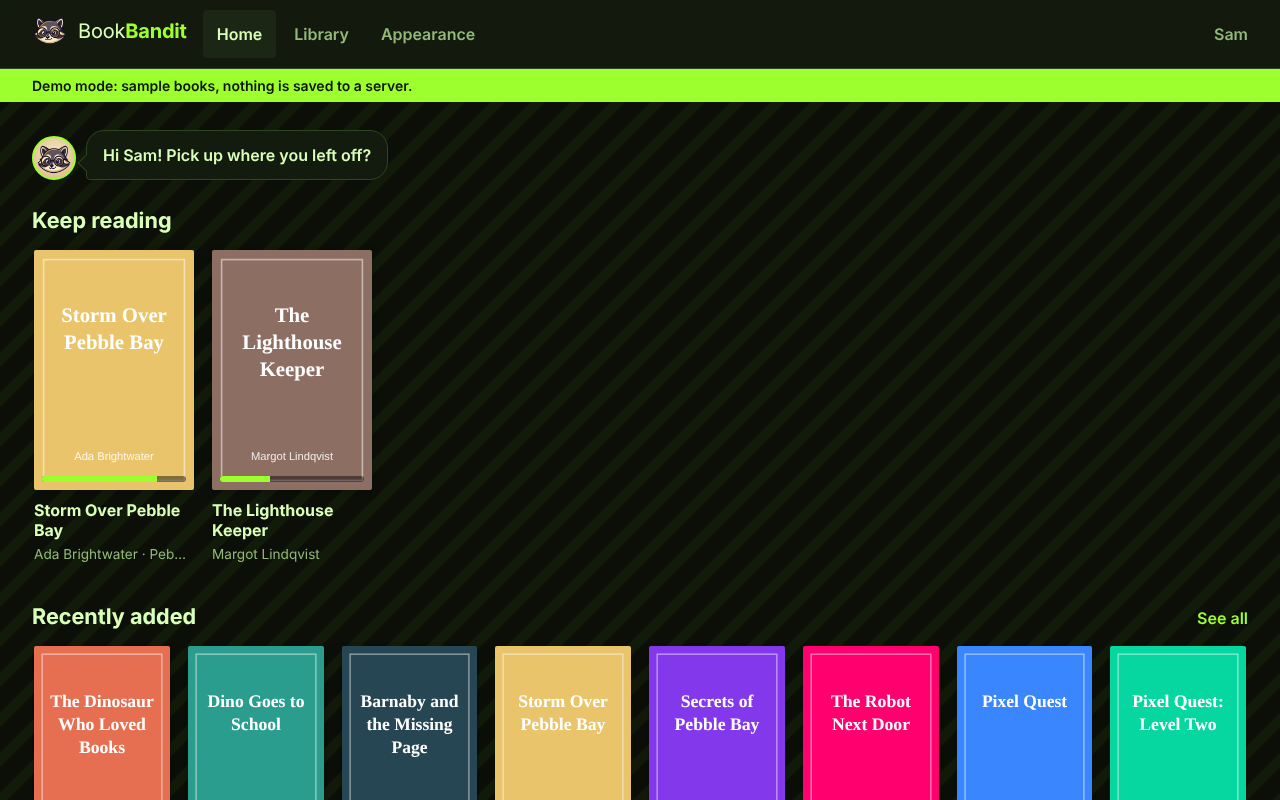 BookBandit
Home
Library
Appearance
Sam
Demo mode: sample books, nothing is saved to a server.
Hi Sam! Pick up where you left off?
Keep reading
Storm Over
Pebble Bay
Ada Brightwater
The
Lighthouse
Keeper
Margot Lindqvist
Storm Over Pebble
Bay
Ada Brightwater · Peb...
The Lighthouse
Keeper
Margot Lindqvist
Recently added
See all
The Dinosaur
Who Loved
Books
Dino Goes to
School
Barnaby and
the Missing
Page
Storm Over
Pebble Bay
Secrets of
Pebble Bay
The Robot
Next Door
Pixel Quest
Pixel Quest:
Level Two